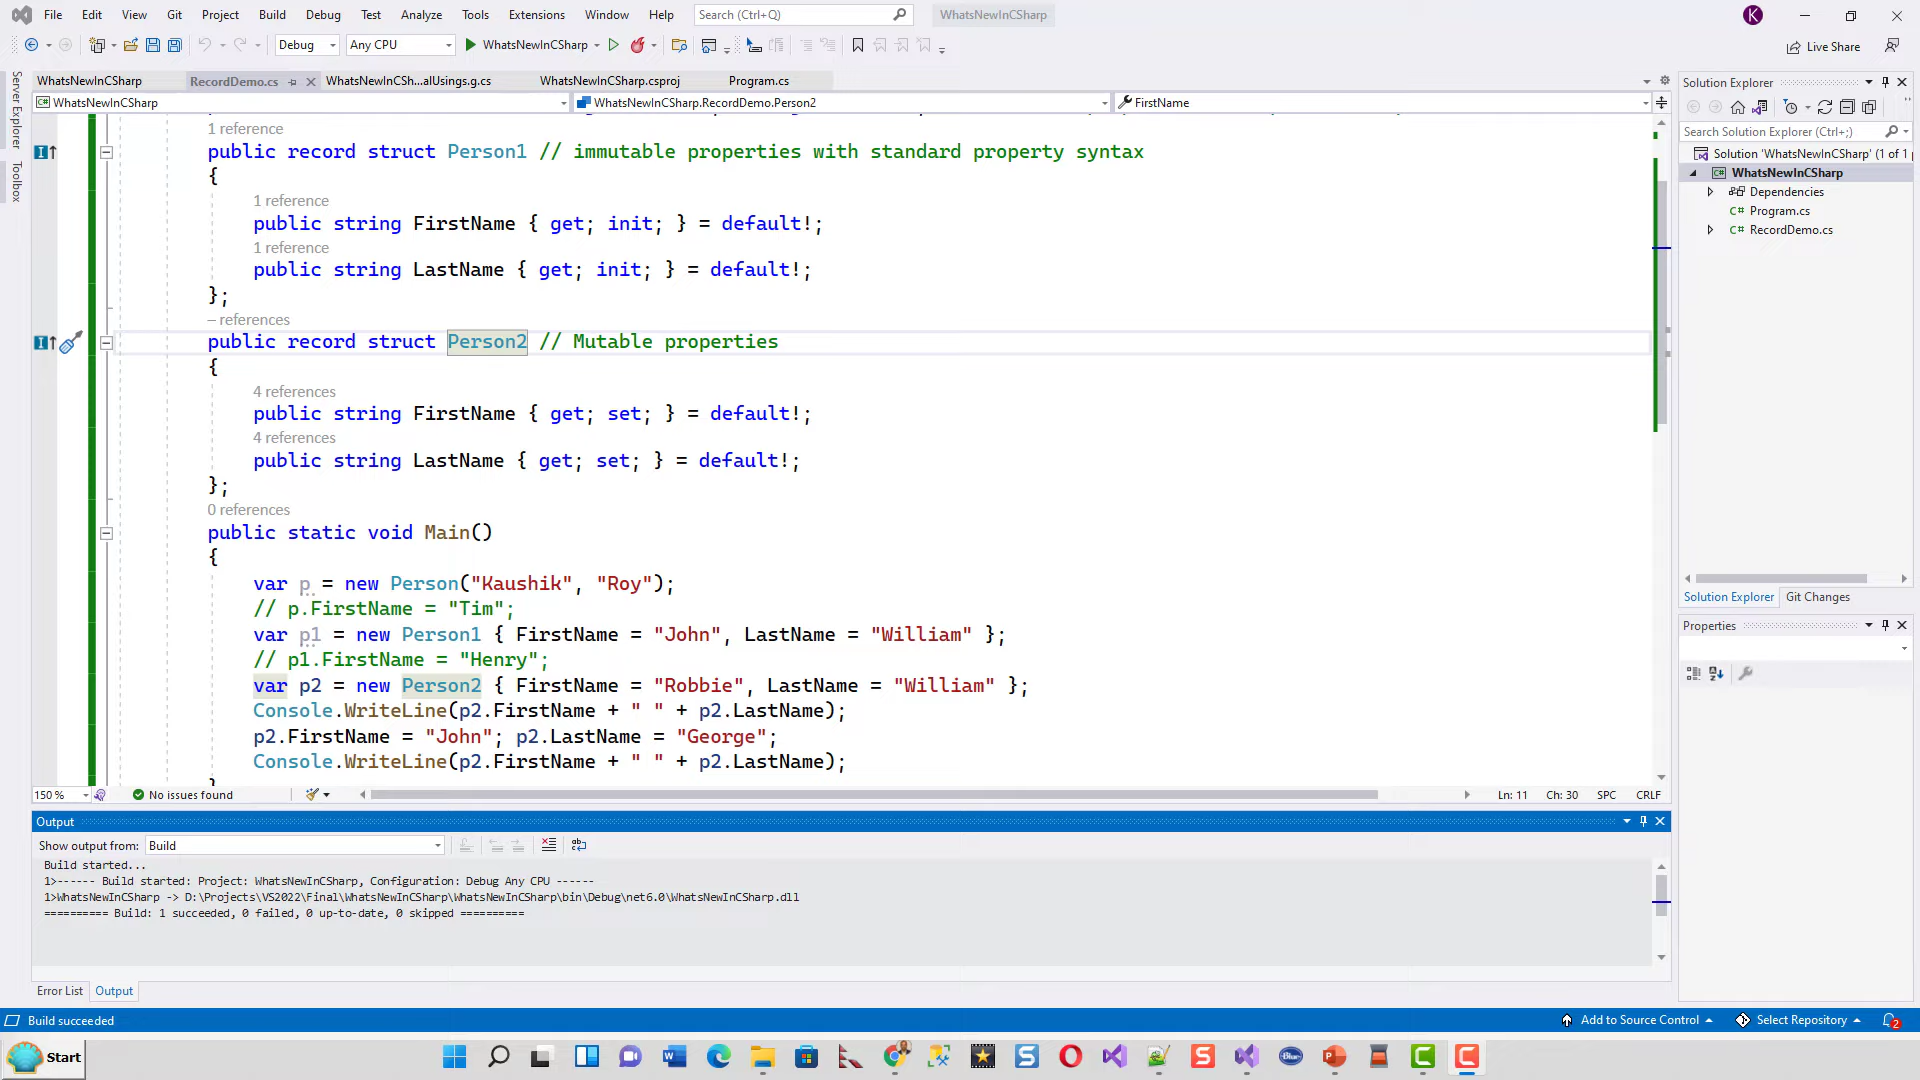 File Edit View Git Project Build Debug Test Analyze Tools Extensions Window Help Search (Ctrl+Q) WhatsNewInCSharp K
Debug Any CPU WhatsNewInCSharp Live Share
WhatsNewInCSharp RecordDemo.cs WhatsNewInCSh...alUsings.g.cs WhatsNewInCSharp.csproj Program.cs
WhatsNewInCSharp WhatsNewInCSharp.RecordDemo.Person2 FirstName
Server Explorer
Toolbox
1 reference
public record struct Person1 // immutable properties with standard property syntax
{
1 reference
public string FirstName { get; init; } = default!;
1 reference
public string LastName { get; init; } = default!;
};
– references
public record struct Person2 // Mutable properties
{
4 references
public string FirstName { get; set; } = default!;
4 references
public string LastName { get; set; } = default!;
};
0 references
public static void Main()
{
var p = new Person("Kaushik", "Roy");
// p.FirstName = "Tim";
var p1 = new Person1 { FirstName = "John", LastName = "William" };
// p1.FirstName = "Henry";
var p2 = new Person2 { FirstName = "Robbie", LastName = "William" };
Console.WriteLine(p2.FirstName + " " + p2.LastName);
p2.FirstName = "John"; p2.LastName = "George";
Console.WriteLine(p2.FirstName + " " + p2.LastName);
150 % No issues found Ln: 11 Ch: 30 SPC CRLF
Output
Show output from: Build
Build started...
1>------ Build started: Project: WhatsNewInCSharp, Configuration: Debug Any CPU ------
1>WhatsNewInCSharp -> D:\Projects\VS2022\Final\WhatsNewInCSharp\WhatsNewInCSharp\bin\Debug\net6.0\WhatsNewInCSharp.dll
========== Build: 1 succeeded, 0 failed, 0 up-to-date, 0 skipped ==========
Error List Output
Solution Explorer
Search Solution Explorer (Ctrl+;)
Solution 'WhatsNewInCSharp' (1 of 1
C# WhatsNewInCSharp
Dependencies
C# Program.cs
C# RecordDemo.cs
Solution Explorer Git Changes
Properties
Build succeeded Add to Source Control Select Repository 2
Start